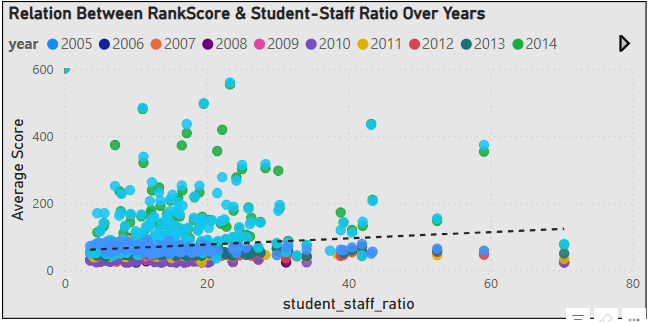 Relation Between RankScore & Student-Staff Ratio Over Years
year 2005 2006 2007 2008 2009 2010 2011 2012 2013 2014
600
400
200
0
Average Score
0 20 40 60 80
student_staff_ratio